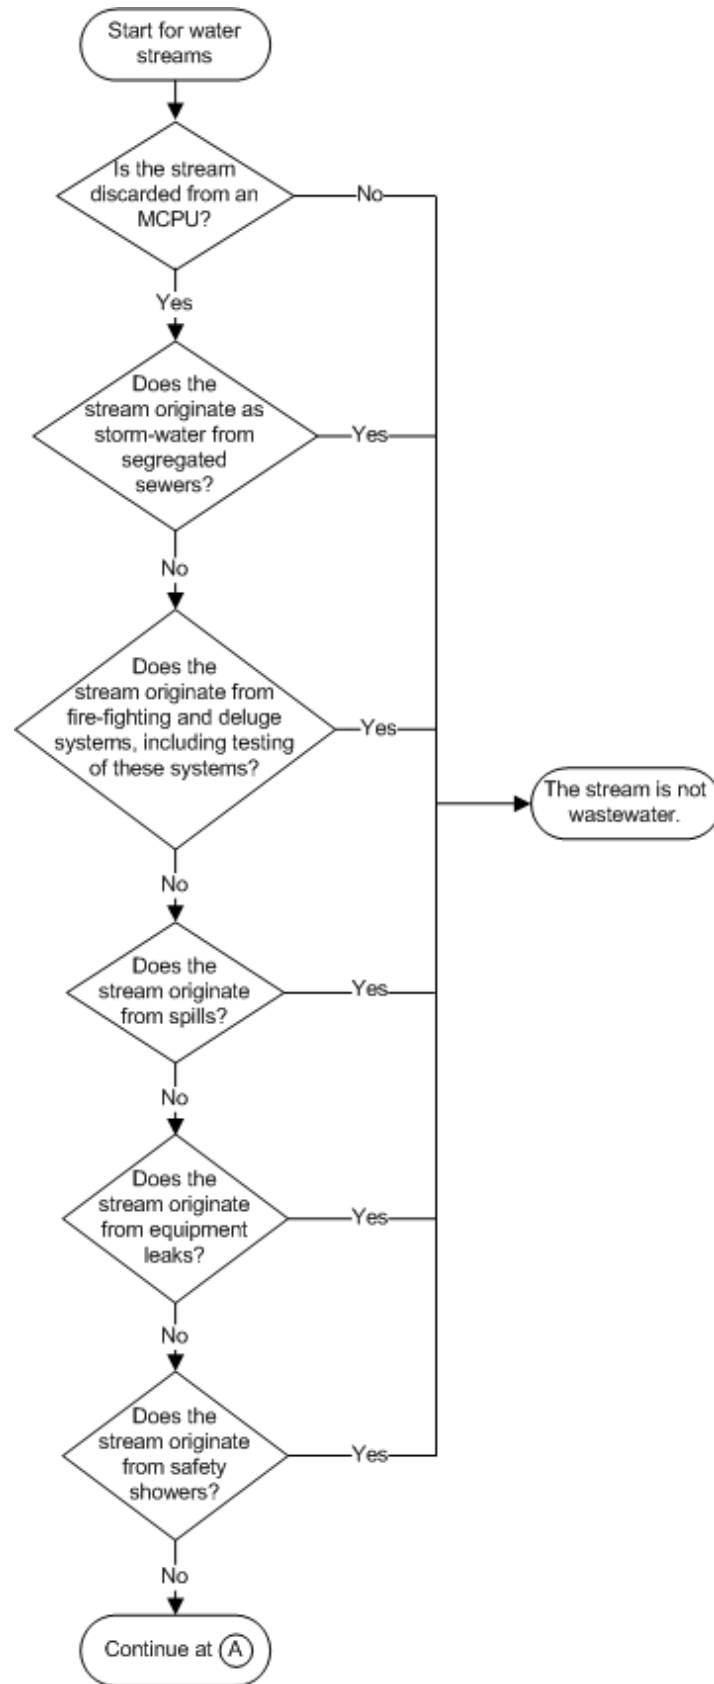 Start for water
streams
Is the stream
discarded from an
MCPU?
No
Yes
Does the
stream originate as
storm-water from
segregated
sewers?
Yes
No
Does the
stream originate from
fire-fighting and deluge
systems, including testing
of these systems?
Yes
The stream is not
wastewater.
No
Does the
stream originate
from spills?
Yes
No
Does the
stream originate
from equipment
leaks?
Yes
No
Does the
stream originate
from safety
showers?
Yes
No
Continue at A